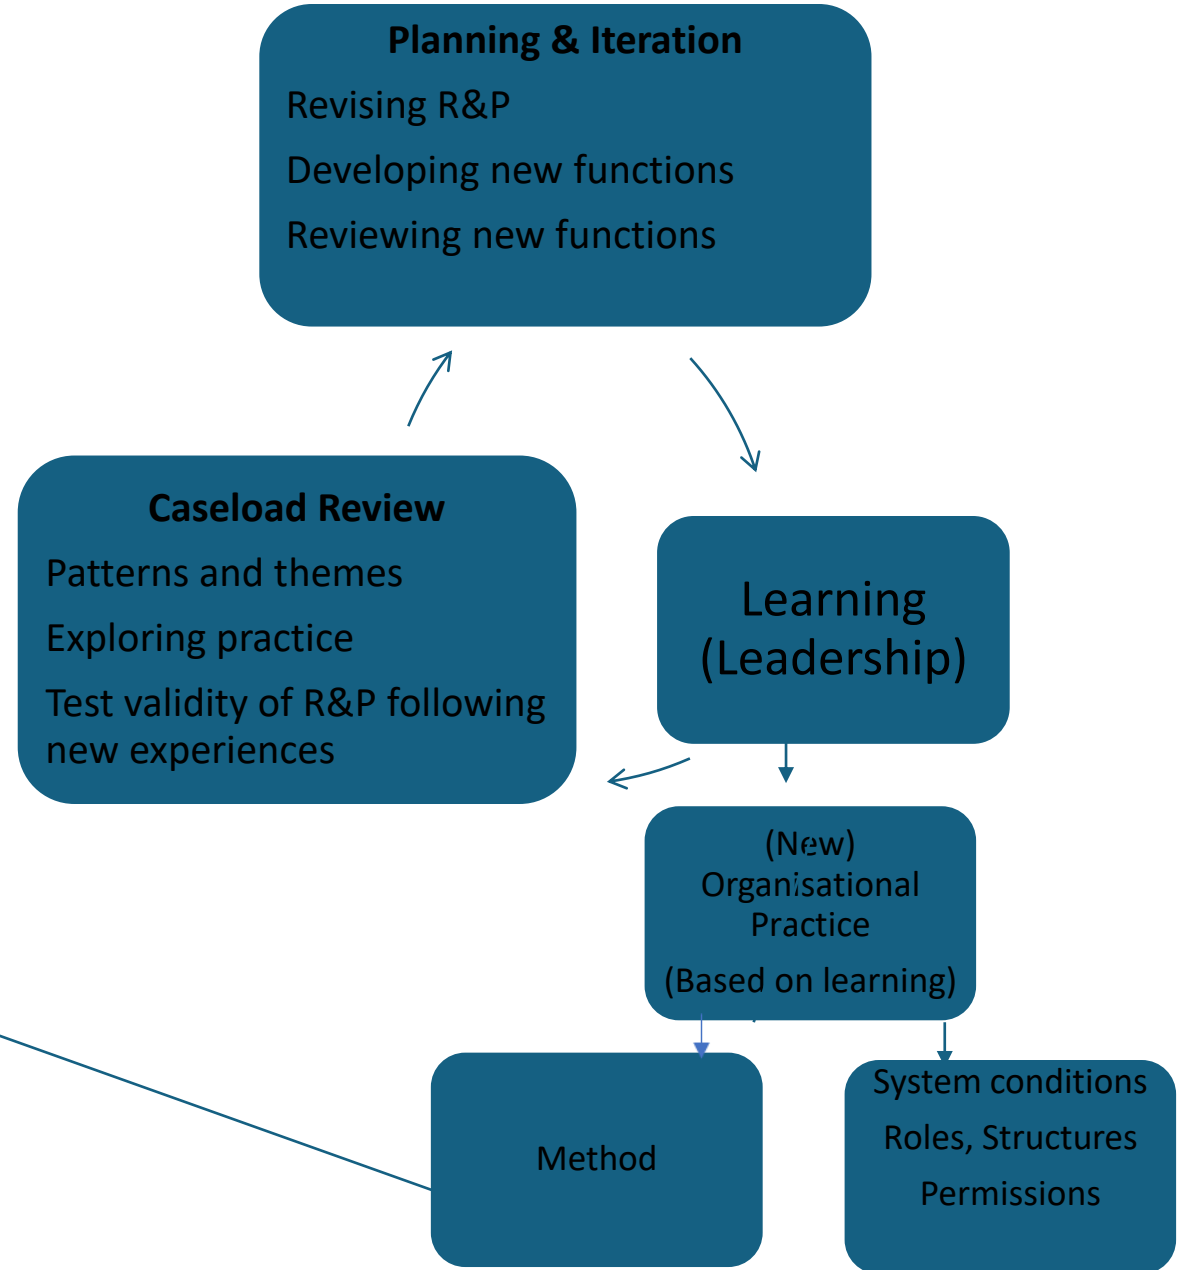 Planning & Iteration
Revising R&P
Developing new functions
Reviewing new functions
Caseload Review
Patterns and themes
Exploring practice
Test validity of R&P following
new experiences
Learning
(Leadership)
(New)
Organisational
Practice
(Based on learning)
Method
System conditions
Roles, Structures
Permissions